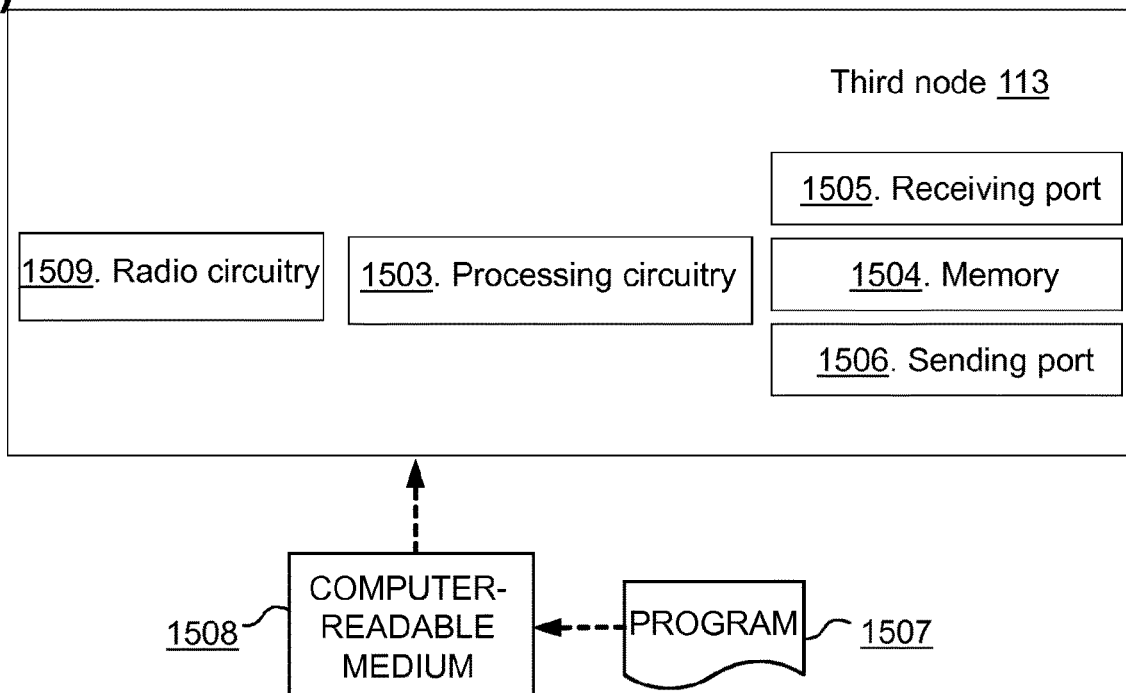 Third node 113
1505. Receiving port
1509. Radio circuitry
1503. Processing circuitry
1504. Memory
1506. Sending port
COMPUTER-
READABLE
MEDIUM
1508
PROGRAM
1507